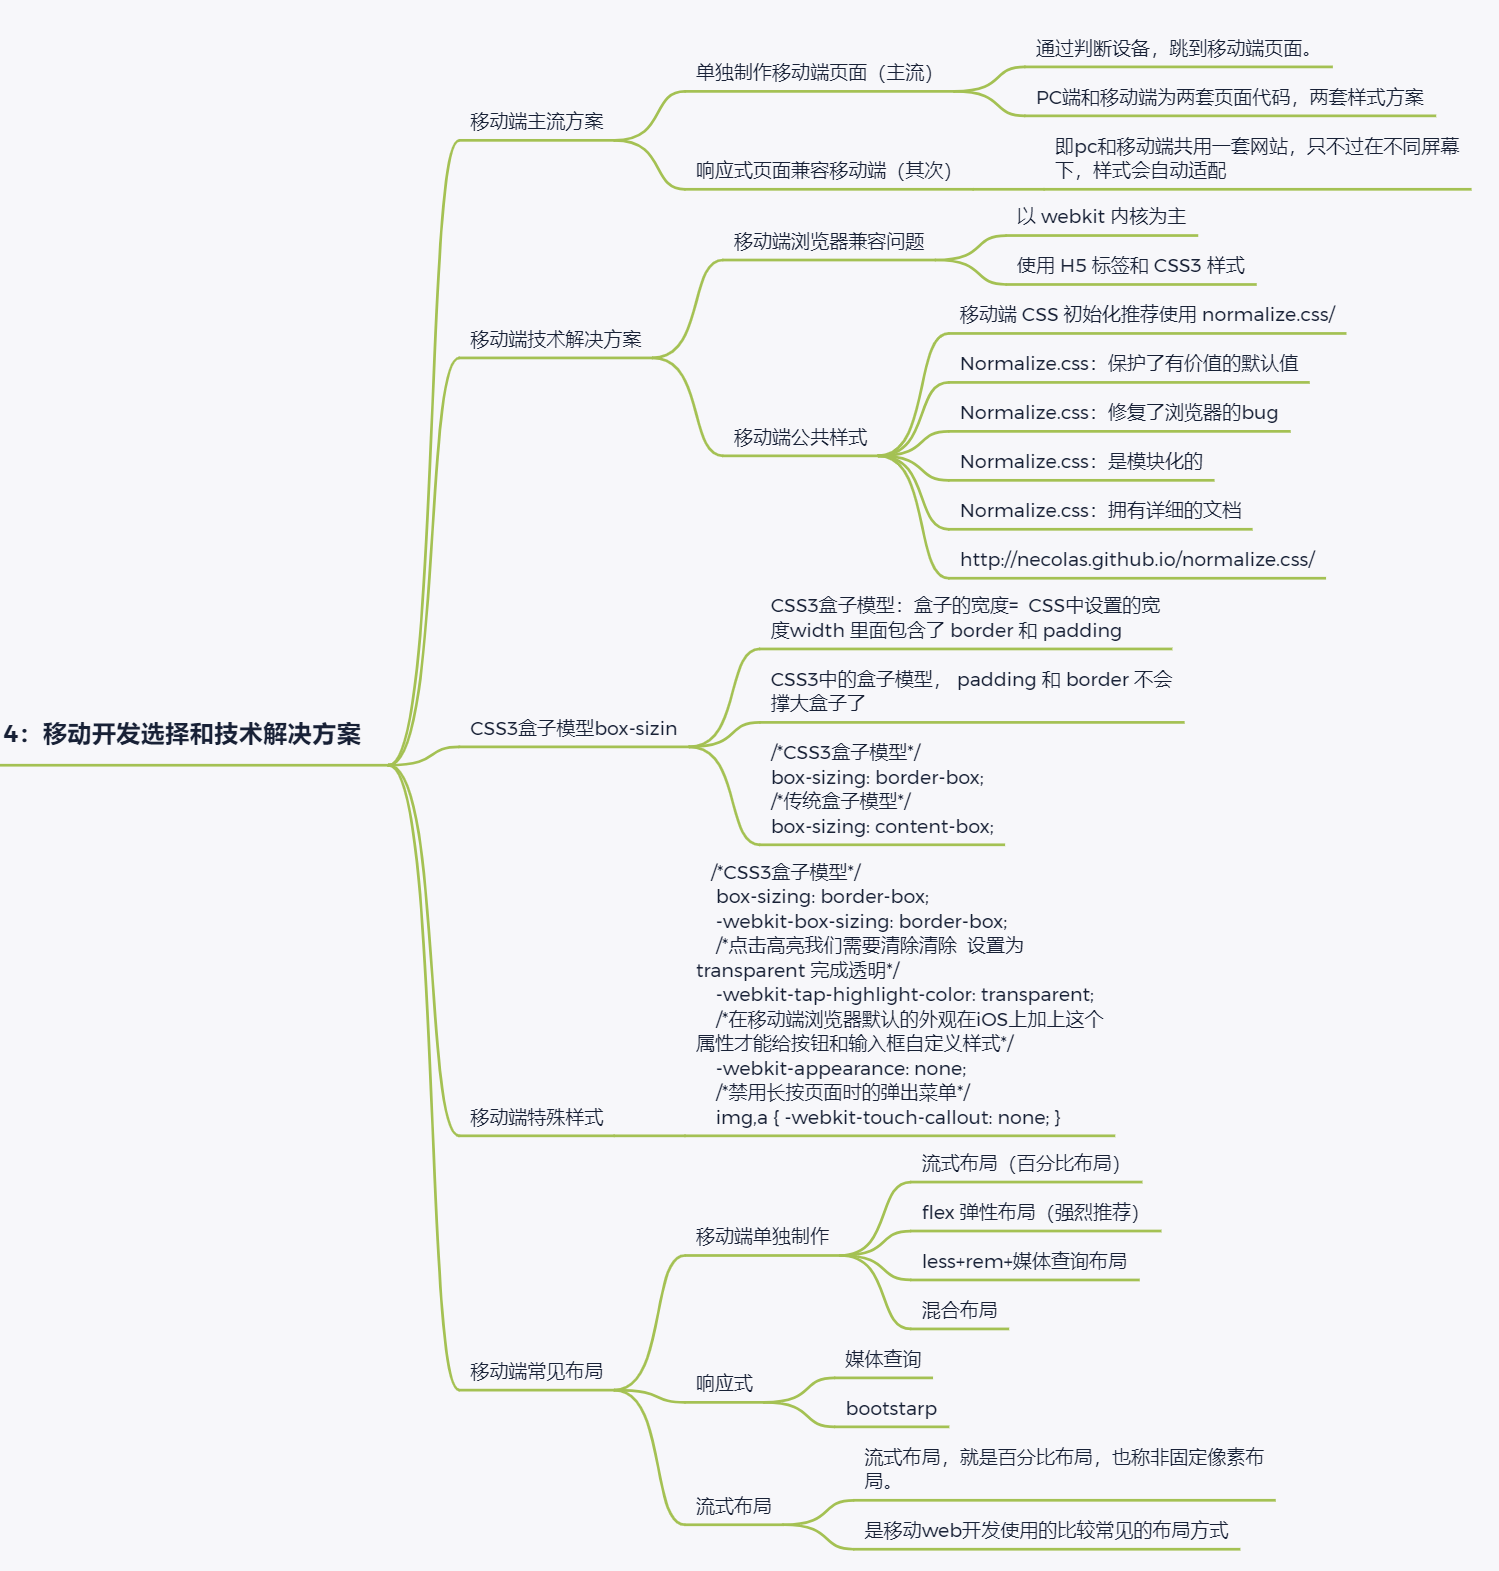 4：移动开发选择和技术解决方案
移动端主流方案
单独制作移动端页面（主流）
通过判断设备，跳到移动端页面。
PC端和移动端为两套页面代码，两套样式方案
响应式页面兼容移动端（其次）
即pc和移动端共用一套网站，只不过在不同屏幕
下，样式会自动适配
移动端技术解决方案
移动端浏览器兼容问题
以 webkit 内核为主
使用 H5 标签和 CSS3 样式
移动端公共样式
移动端 CSS 初始化推荐使用 normalize.css/
Normalize.css：保护了有价值的默认值
Normalize.css：修复了浏览器的bug
Normalize.css：是模块化的
Normalize.css：拥有详细的文档
http://necolas.github.io/normalize.css/
CSS3盒子模型box-sizin
CSS3盒子模型：盒子的宽度=  CSS中设置的宽
度width 里面包含了 border 和 padding
CSS3中的盒子模型， padding 和 border 不会
撑大盒子了
/*CSS3盒子模型*/
box-sizing: border-box;
/*传统盒子模型*/
box-sizing: content-box;
移动端特殊样式
/*CSS3盒子模型*/
box-sizing: border-box;
-webkit-box-sizing: border-box;
/*点击高亮我们需要清除清除  设置为
transparent 完成透明*/
-webkit-tap-highlight-color: transparent;
/*在移动端浏览器默认的外观在iOS上加上这个
属性才能给按钮和输入框自定义样式*/
-webkit-appearance: none;
/*禁用长按页面时的弹出菜单*/
img,a { -webkit-touch-callout: none; }
移动端常见布局
移动端单独制作
流式布局（百分比布局）
flex 弹性布局（强烈推荐）
less+rem+媒体查询布局
混合布局
响应式
媒体查询
bootstarp
流式布局
流式布局，就是百分比布局，也称非固定像素布
局。
是移动web开发使用的比较常见的布局方式